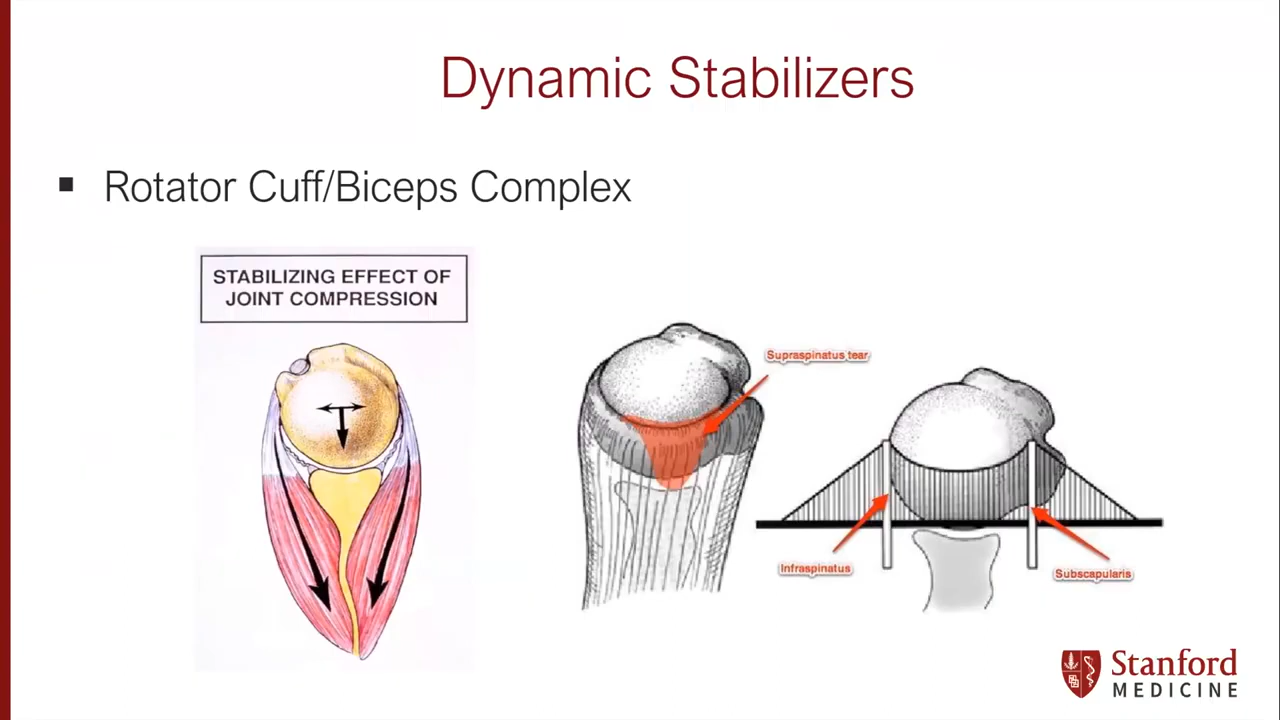 Dynamic Stabilizers
▪ Rotator Cuff/Biceps Complex
STABILIZING EFFECT OF
JOINT COMPRESSION
Supraspinatus tear
Infraspinatus
Subscapularis
Stanford
MEDICINE